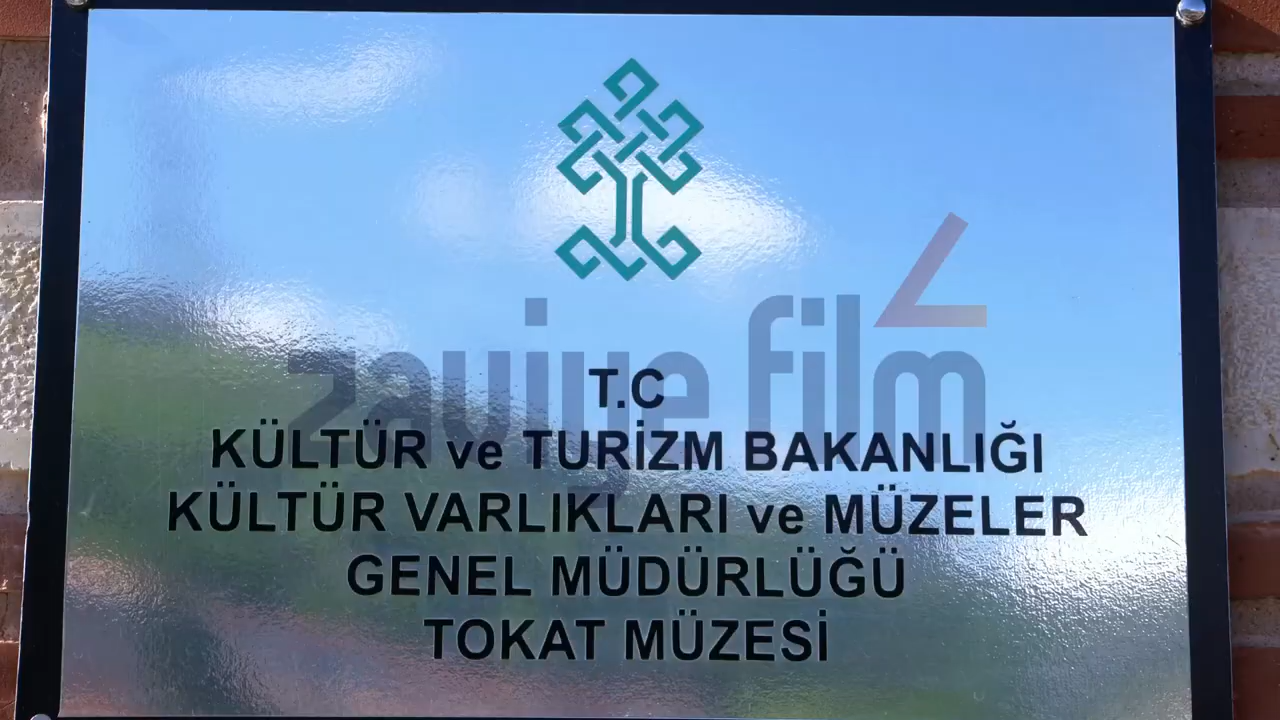 zaviye film
T.C
KÜLTÜR ve TURİZM BAKANLIĞI
KÜLTÜR VARLIKLARI ve MÜZELER
GENEL MÜDÜRLÜĞÜ
TOKAT MÜZESİ